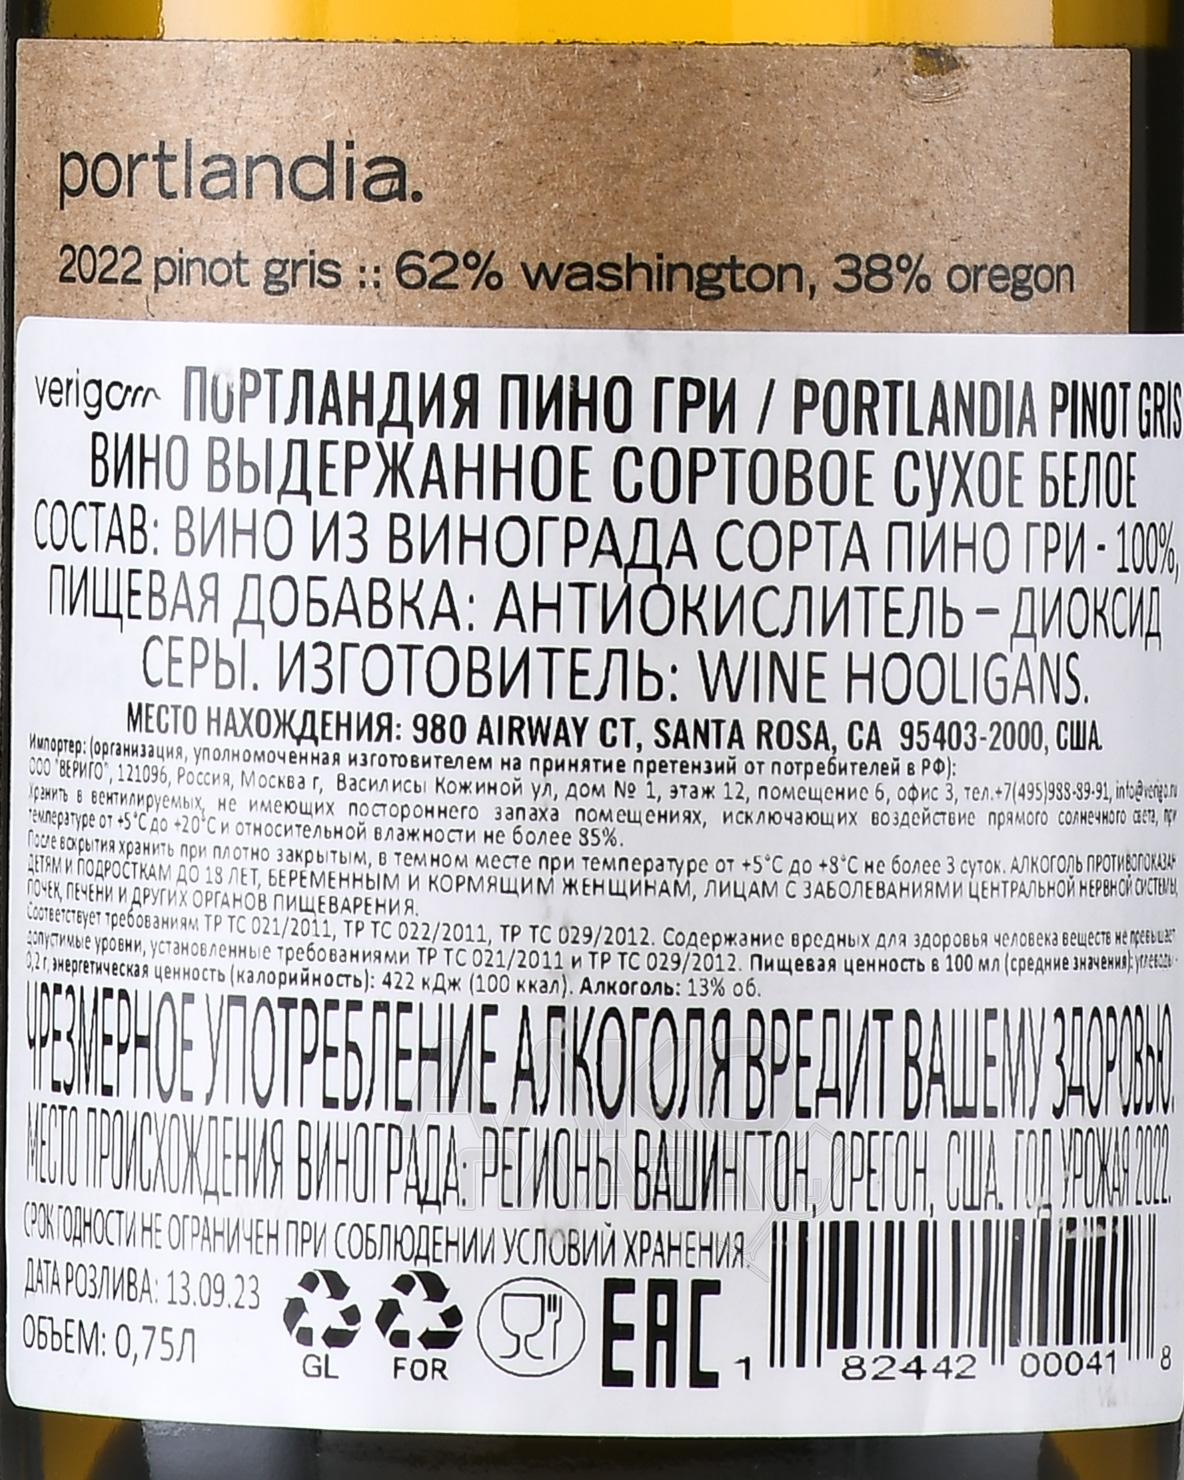 portlandia.
2022 pinot gris :: 62% washington, 38% oregon
verigo ПОРТЛАНДИЯ ПИНО ГРИ / PORTLANDIA PINOT GRIS
ВИНО ВЫДЕРЖАННОЕ СОРТОВОЕ СУХОЕ БЕЛОЕ
СОСТАВ: ВИНО ИЗ ВИНОГРАДА СОРТА ПИНО ГРИ - 100%,
ПИЩЕВАЯ ДОБАВКА: АНТИОКИСЛИТЕЛЬ – ДИОКСИД
СЕРЫ. ИЗГОТОВИТЕЛЬ: WINE HOOLIGANS.
МЕСТО НАХОЖДЕНИЯ: 980 AIRWAY CT, SANTA ROSA, CA 95403-2000, США.
Импортер: (организация, уполномоченная изготовителем на принятие претензий от потребителей в РФ):
ООО "ВЕРИГО", 121096, Россия, Москва г, Василисы Кожиной ул, дом № 1, этаж 12, помещение 6, офис 3, тел.+7(495)988-89-91, info@verigo.ru
Хранить в вентилируемых, не имеющих постороннего запаха помещениях, исключающих воздействие прямого солнечного света, при
температуре от +5°С до +20°С и относительной влажности не более 85%.
После вскрытия хранить при плотно закрытым, в темном месте при температуре от +5°С до +8°С не более 3 суток. АЛКОГОЛЬ ПРОТИВОПОКАЗАН
ДЕТЯМ И ПОДРОСТКАМ ДО 18 ЛЕТ, БЕРЕМЕННЫМ И КОРМЯЩИМ ЖЕНЩИНАМ, ЛИЦАМ С ЗАБОЛЕВАНИЯМИ ЦЕНТРАЛЬНОЙ НЕРВНОЙ СИСТЕМЫ,
ПОЧЕК, ПЕЧЕНИ И ДРУГИХ ОРГАНОВ ПИЩЕВАРЕНИЯ.
Соответствует требованиям ТР ТС 021/2011, ТР ТС 022/2011, ТР ТС 029/2012. Содержание вредных для здоровья человека веществ не превышает
допустимые уровни, установленные требованиями ТР ТС 021/2011 и ТР ТС 029/2012. Пищевая ценность в 100 мл (средние значения): углеводы -
0,2 г, энергетическая ценность (калорийность): 422 кДж (100 ккал). Алкоголь: 13% об.
ЧРЕЗМЕРНОЕ УПОТРЕБЛЕНИЕ АЛКОГОЛЯ ВРЕДИТ ВАШЕМУ ЗДОРОВЬЮ.
МЕСТО ПРОИСХОЖДЕНИЯ ВИНОГРАДА: РЕГИОНЫ ВАШИНГТОН, ОРЕГОН, США. ГОД УРОЖАЯ 2022.
СРОК ГОДНОСТИ НЕ ОГРАНИЧЕН ПРИ СОБЛЮДЕНИИ УСЛОВИЙ ХРАНЕНИЯ.
ДАТА РОЗЛИВА: 13.09.23
ОБЪЕМ: 0,75Л
GL FOR
EAC
1 82442 00041 8